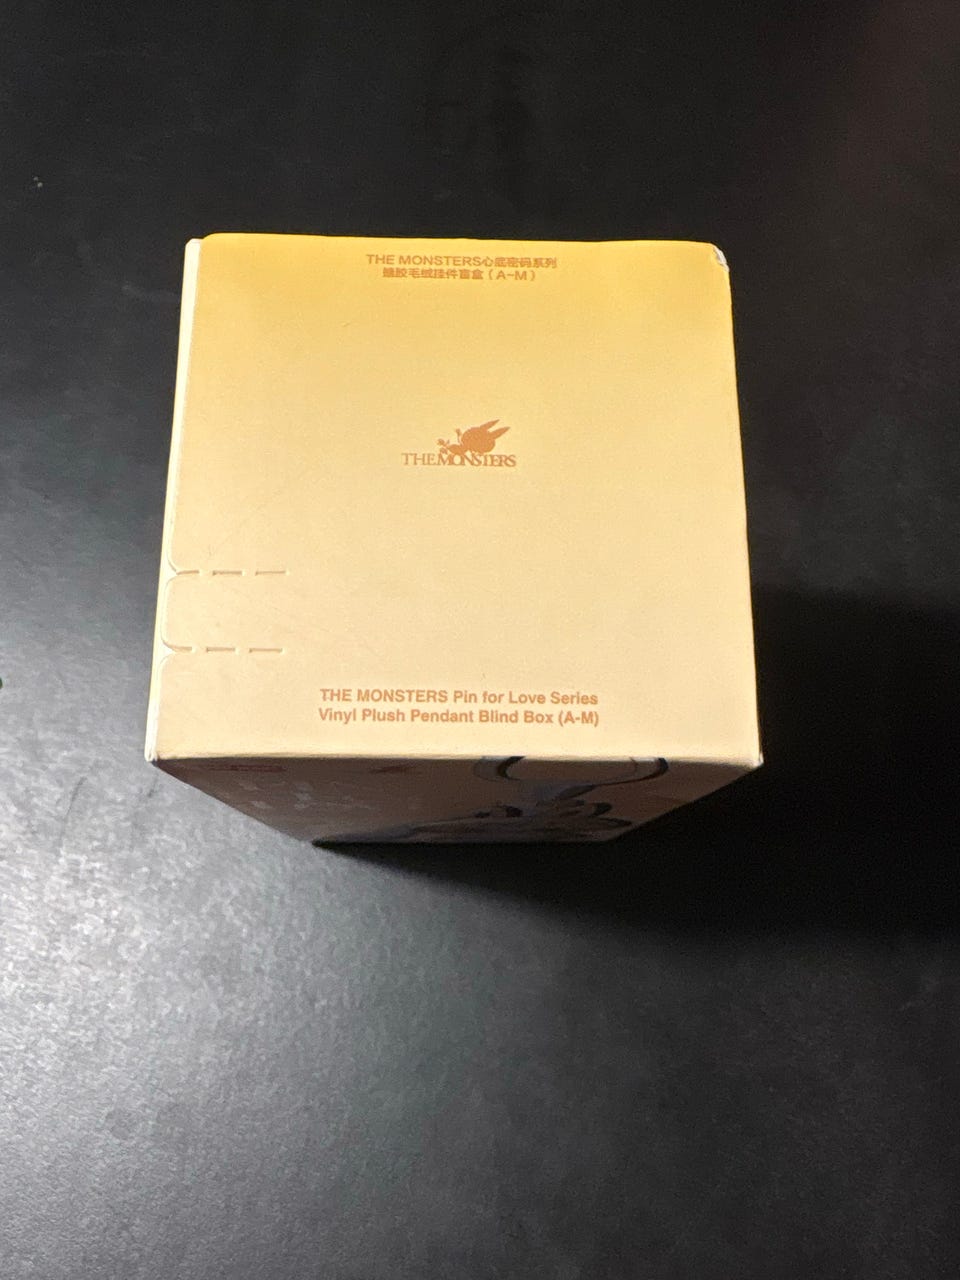 THE MONSTERS心底密码系列
搪胶毛绒挂件盲盒（A~M）
THE MONSTERS
THE MONSTERS Pin for Love Series
Vinyl Plush Pendant Blind Box (A-M)